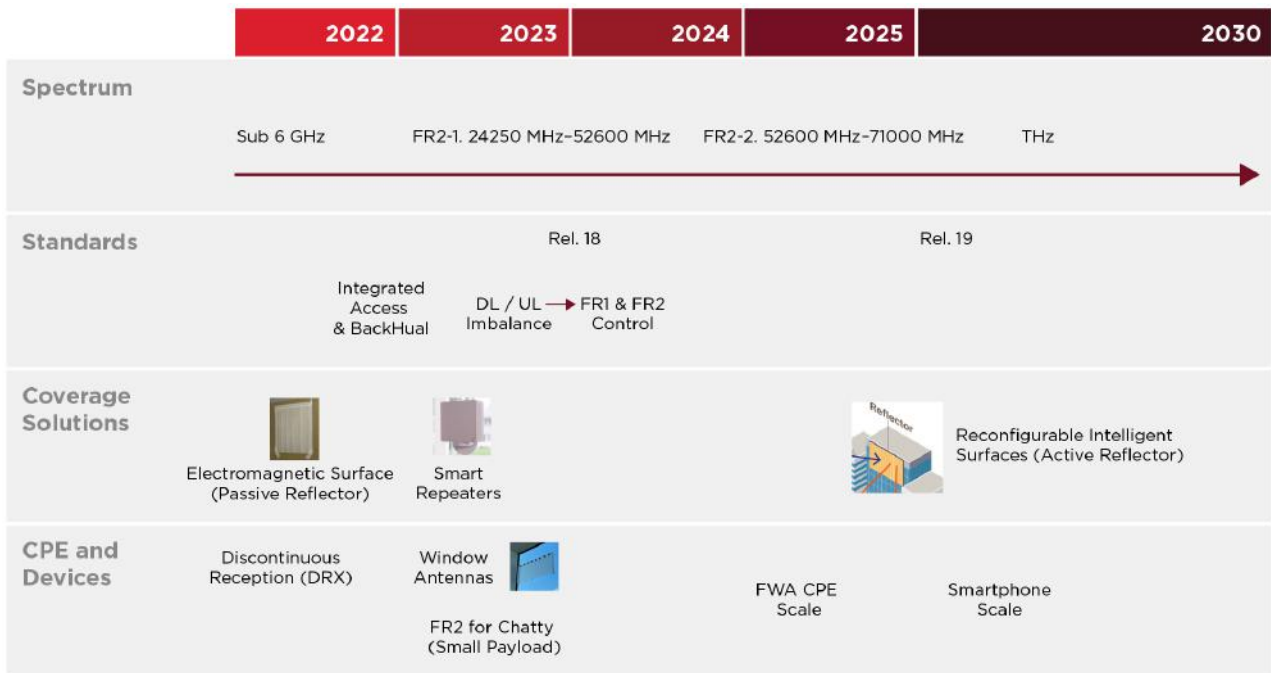 2022
2023
2024
2025
2030
Spectrum
Sub 6 GHz
FR2-1. 24250 MHz–52600 MHz
FR2-2. 52600 MHz–71000 MHz
THz
Standards
Rel. 18
Rel. 19
Integrated
Access
& BackHual
DL / UL
Imbalance
FR1 & FR2
Control
Coverage
Solutions
Electromagnetic Surface
(Passive Reflector)
Smart
Repeaters
Reflector
Reconfigurable Intelligent
Surfaces (Active Reflector)
CPE and
Devices
Discontinuous
Reception (DRX)
Window
Antennas
FR2 for Chatty
(Small Payload)
FWA CPE
Scale
Smartphone
Scale